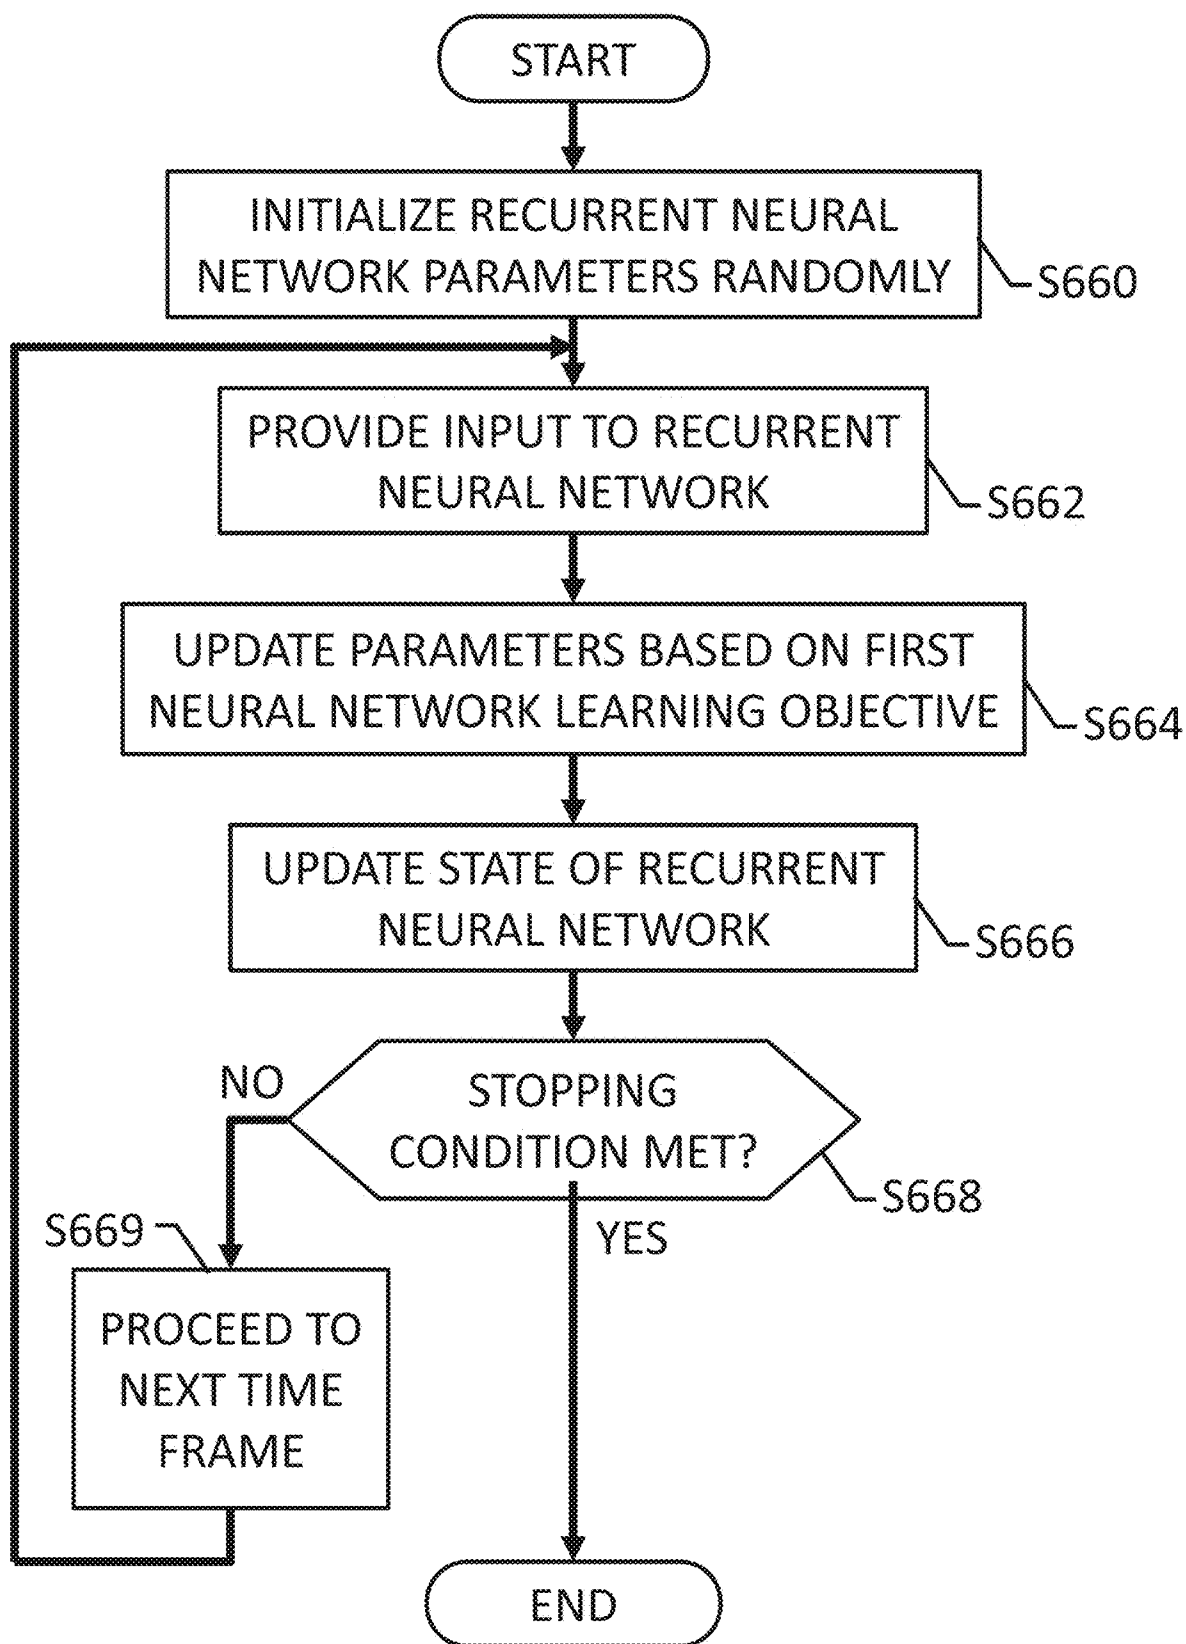 START
INITIALIZE RECURRENT NEURAL
NETWORK PARAMETERS RANDOMLY
S660
PROVIDE INPUT TO RECURRENT
NEURAL NETWORK
S662
UPDATE PARAMETERS BASED ON FIRST
NEURAL NETWORK LEARNING OBJECTIVE
S664
UPDATE STATE OF RECURRENT
NEURAL NETWORK
S666
NO
STOPPING
CONDITION MET?
S668
YES
S669
PROCEED TO
NEXT TIME
FRAME
END